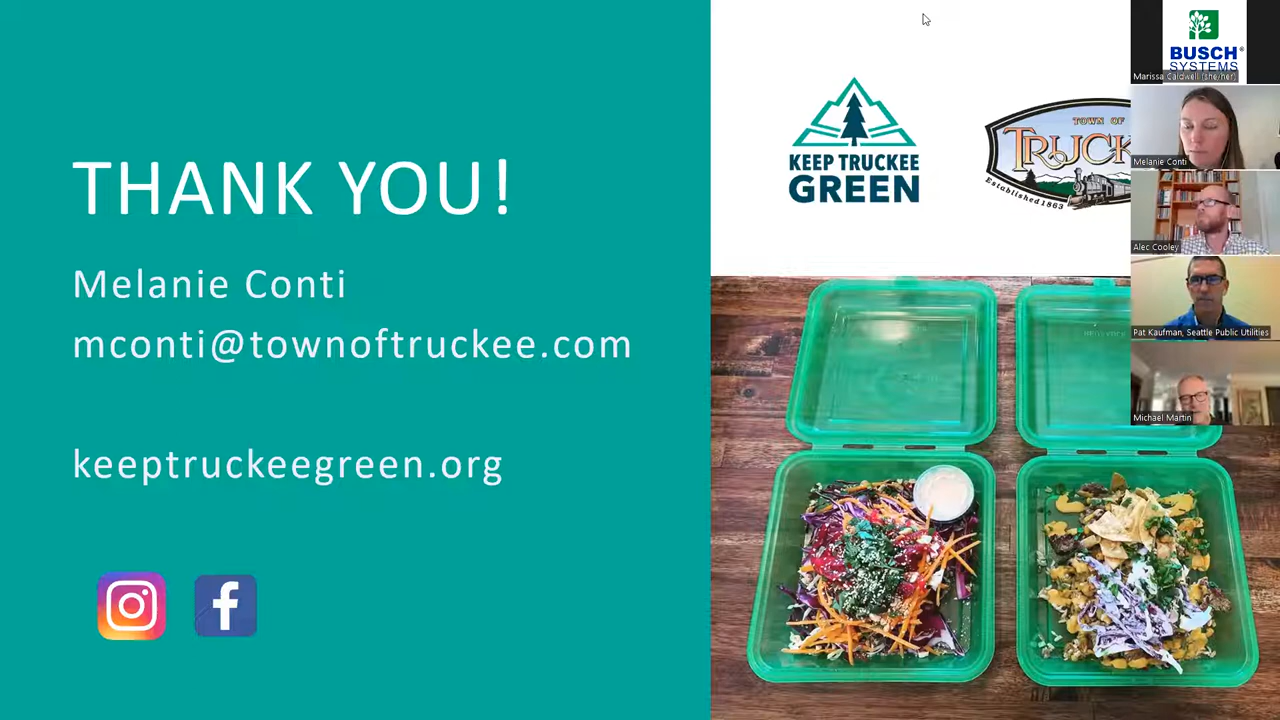 THANK YOU!
Melanie Conti
mconti@townoftruckee.com
keeptruckeegreen.org
KEEP TRUCKEE
GREEN
TOWN OF
TRUCK
Established 1863
BUSCH
SYSTEMS
Marissa Caldwell (she/her)
Melanie Conti
Alec Cooley
Pat Kaufman, Seattle Public Utilities
Michael Martin